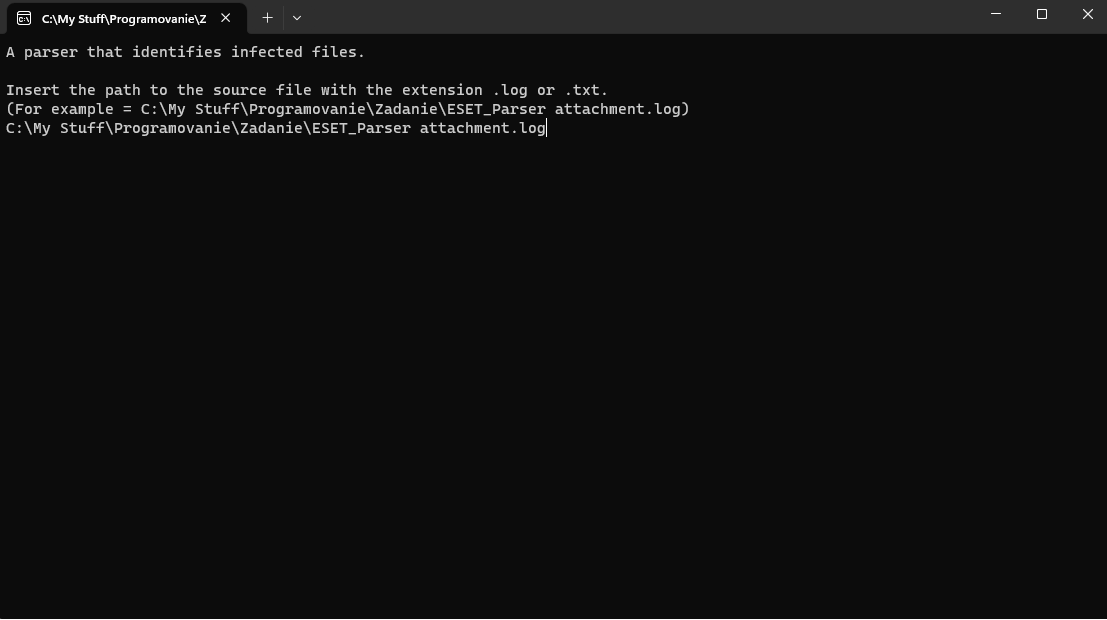 C:\My Stuff\Programovanie\Z
A parser that identifies infected files.
Insert the path to the source file with the extension .log or .txt.
(For example = C:\My Stuff\Programovanie\Zadanie\ESET_Parser attachment.log)
C:\My Stuff\Programovanie\Zadanie\ESET_Parser attachment.log